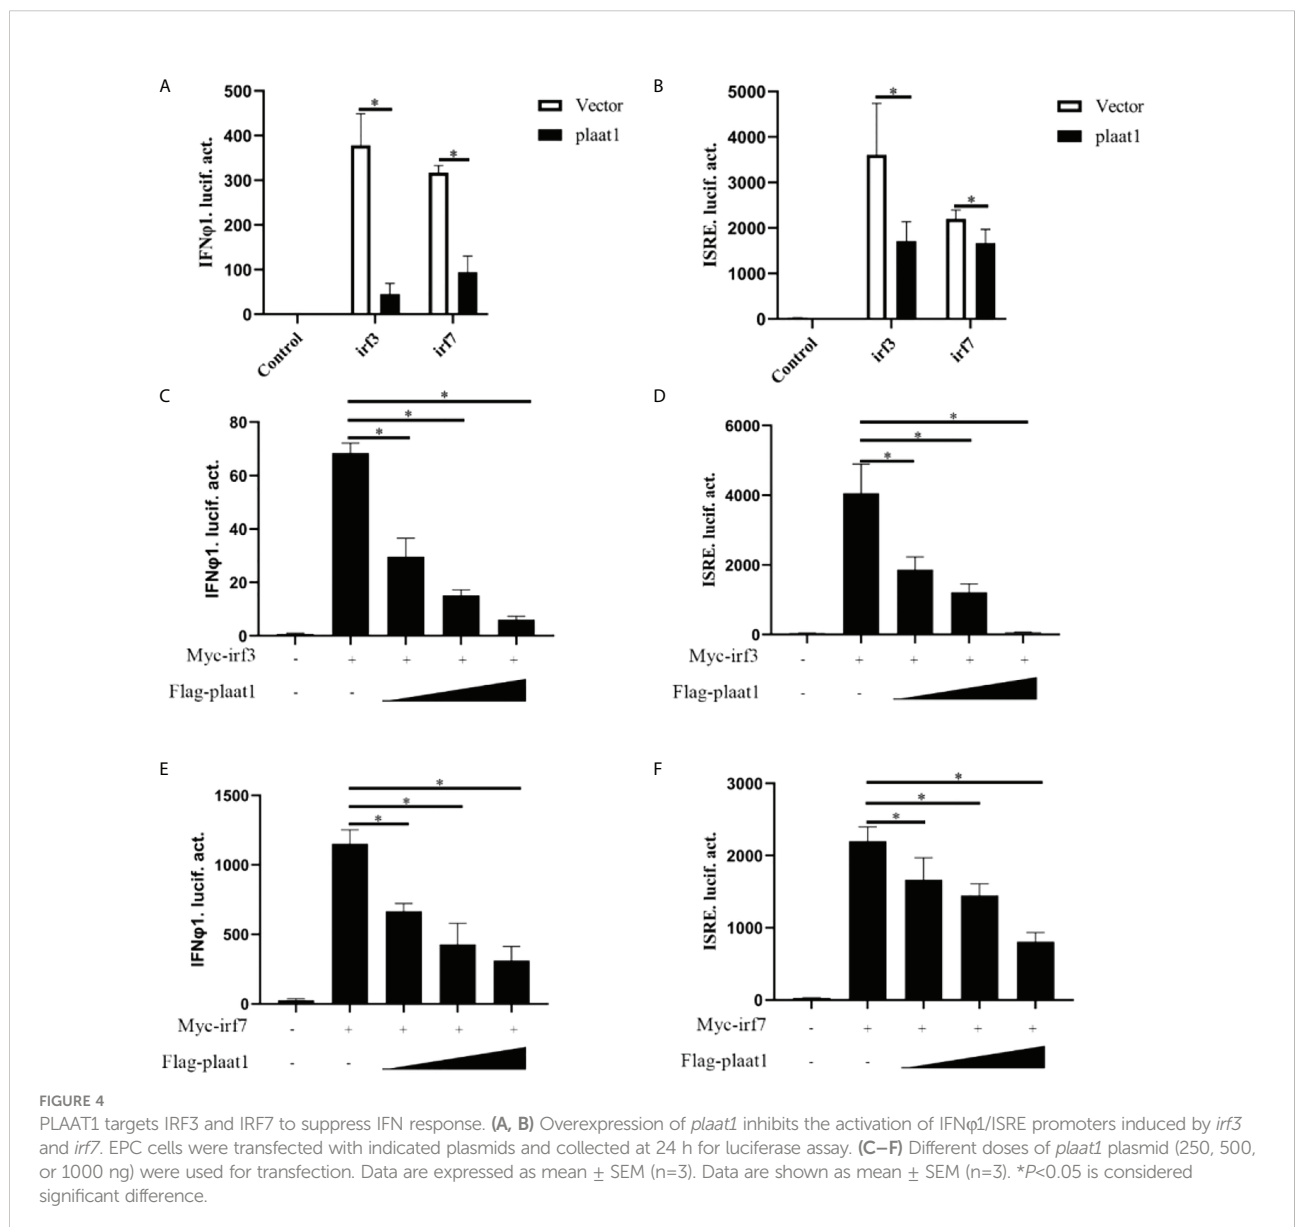 A
500
400
300
200
100
0
IFNφ1. lucif. act.
*
*
Control
irf3
irf7
Vector
plaat1
B
5000
4000
3000
2000
1000
0
ISRE. lucif. act.
*
*
Control
irf3
irf7
Vector
plaat1
C
80
60
40
20
0
IFNφ1. lucif. act.
*
*
*
Myc-irf3 - + + + +
Flag-plaat1 - -
D
6000
4000
2000
0
ISRE. lucif. act.
*
*
*
Myc-irf3 - + + + +
Flag-plaat1 - -
E
1500
1000
500
0
IFNφ1. lucif. act.
*
*
*
Myc-irf7 - + + + +
Flag-plaat1 - -
F
3000
2000
1000
0
ISRE. lucif. act.
*
*
*
Myc-irf7 - + + + +
Flag-plaat1 - -
FIGURE 4
PLAAT1 targets IRF3 and IRF7 to suppress IFN response. (A, B) Overexpression of plaat1 inhibits the activation of IFNφ1/ISRE promoters induced by irf3
and irf7. EPC cells were transfected with indicated plasmids and collected at 24 h for luciferase assay. (C–F) Different doses of plaat1 plasmid (250, 500,
or 1000 ng) were used for transfection. Data are expressed as mean ± SEM (n=3). Data are shown as mean ± SEM (n=3). *P<0.05 is considered
significant difference.